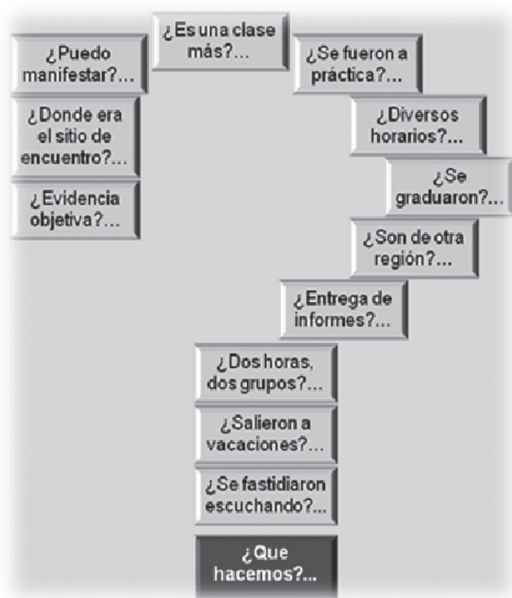 ¿Evidencia
objetiva?...
¿Donde era
el sitio de
encuentro?...
¿Puedo
manifestar?...
¿Es una clase
más?...
¿Se fueron a
práctica?...
¿Diversos
horarios?...
¿Se
graduaron?...
¿Son de otra
región?...
¿Entrega de
informes?...
¿Dos horas,
dos grupos?...
¿Salieron a
vacaciones?...
¿Se fastidiaron
escuchando?...
¿Que
hacemos?...